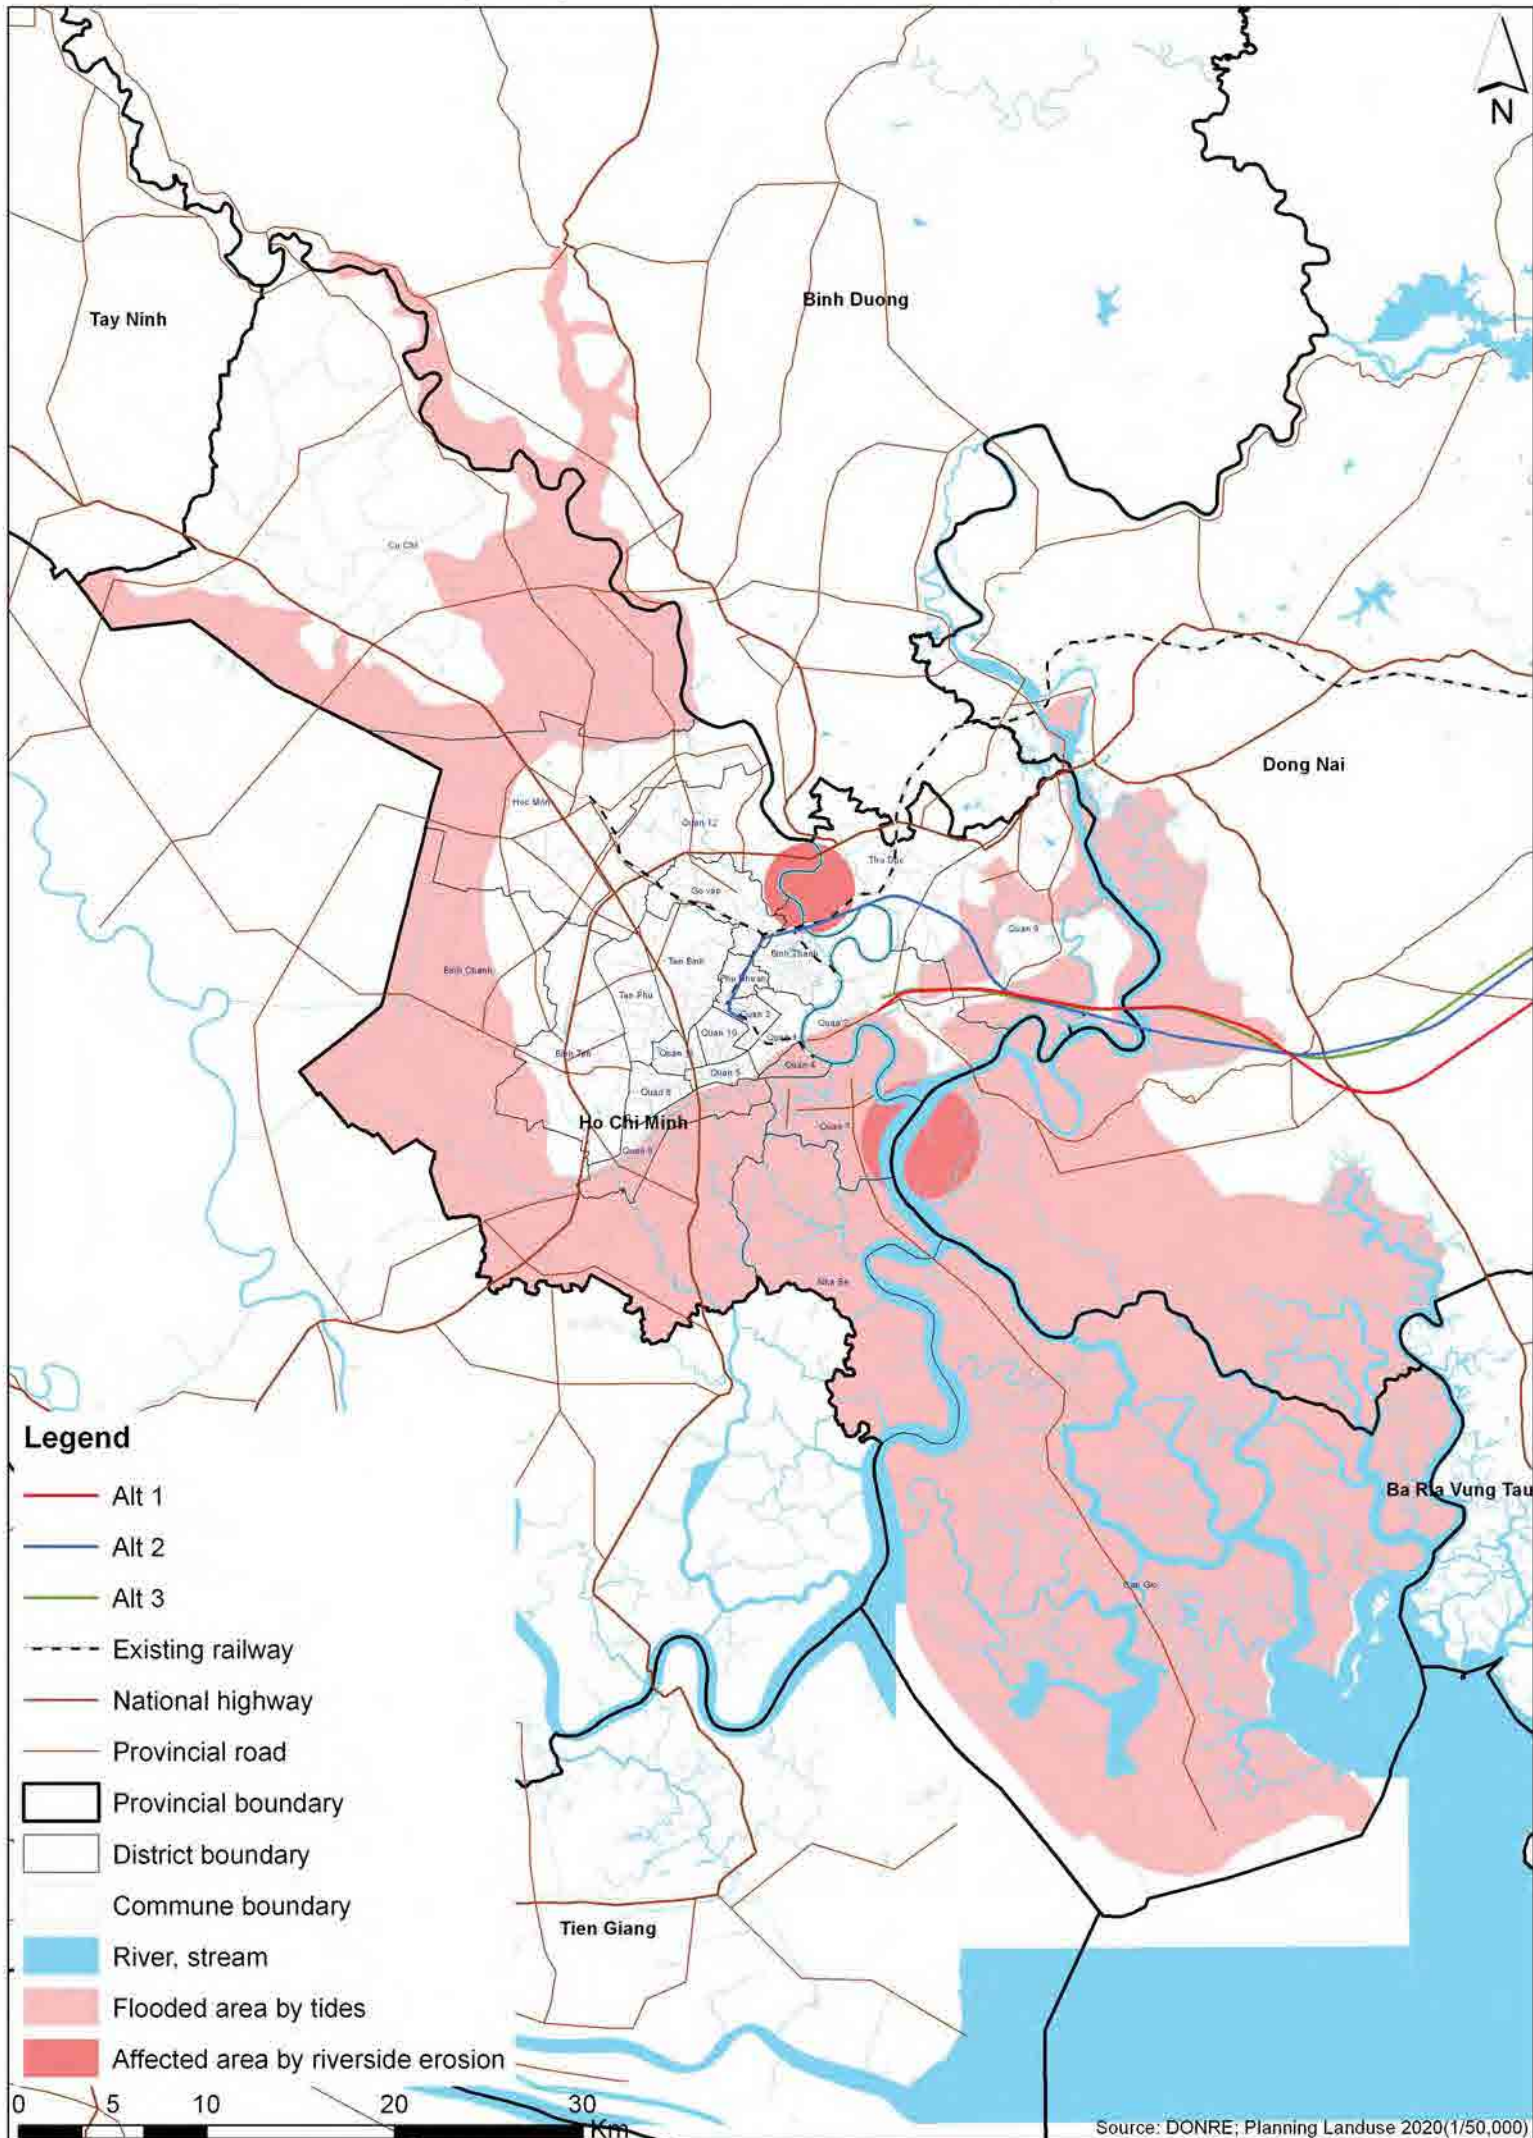 N
Tay Ninh
Binh Duong
Cu Chi
Dong Nai
Hoc Mon
Quan 12
Thu Duc
Go vap
Quan 9
Tan Binh
Binh Thanh
Binh Chanh
Phu Nhuan
Tan Phu
Quan 3
Quan 2
Quan 10
Quan 1
Binh Tan
Quan 5
Quan 4
Ho Chi Minh
Quan 7
Nha Be
Ba Ria Vung Tau
Can Gio
Tien Giang
Legend
Alt 1
Alt 2
Alt 3
Existing railway
National highway
Provincial road
Provincial boundary
District boundary
Commune boundary
River, stream
Flooded area by tides
Affected area by riverside erosion
0 5 10 20 30
Km
Source: DONRE; Planning Landuse 2020(1/50,000)